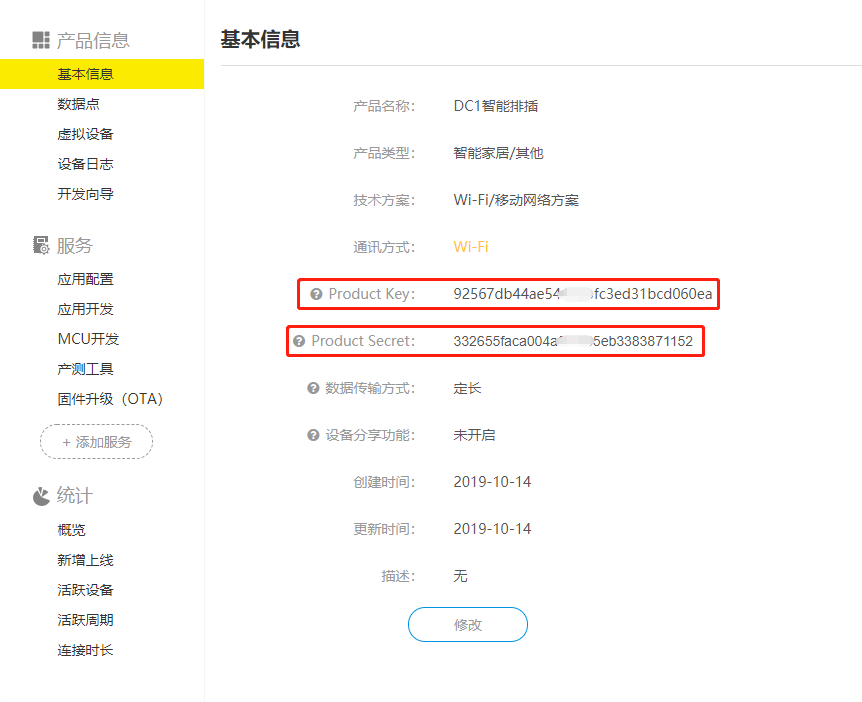 产品信息
基本信息
数据点
虚拟设备
设备日志
开发向导
服务
应用配置
应用开发
MCU开发
产测工具
固件升级（OTA）
+ 添加服务
统计
概览
新增上线
活跃设备
活跃周期
连接时长
基本信息
产品名称： DC1智能排插
产品类型： 智能家居/其他
技术方案： Wi-Fi/移动网络方案
通讯方式： Wi-Fi
Product Key： 92567db44ae54 fc3ed31bcd060ea
Product Secret： 332655faca004a 5eb3383871152
数据传输方式： 定长
设备分享功能： 未开启
创建时间： 2019-10-14
更新时间： 2019-10-14
描述： 无
修改